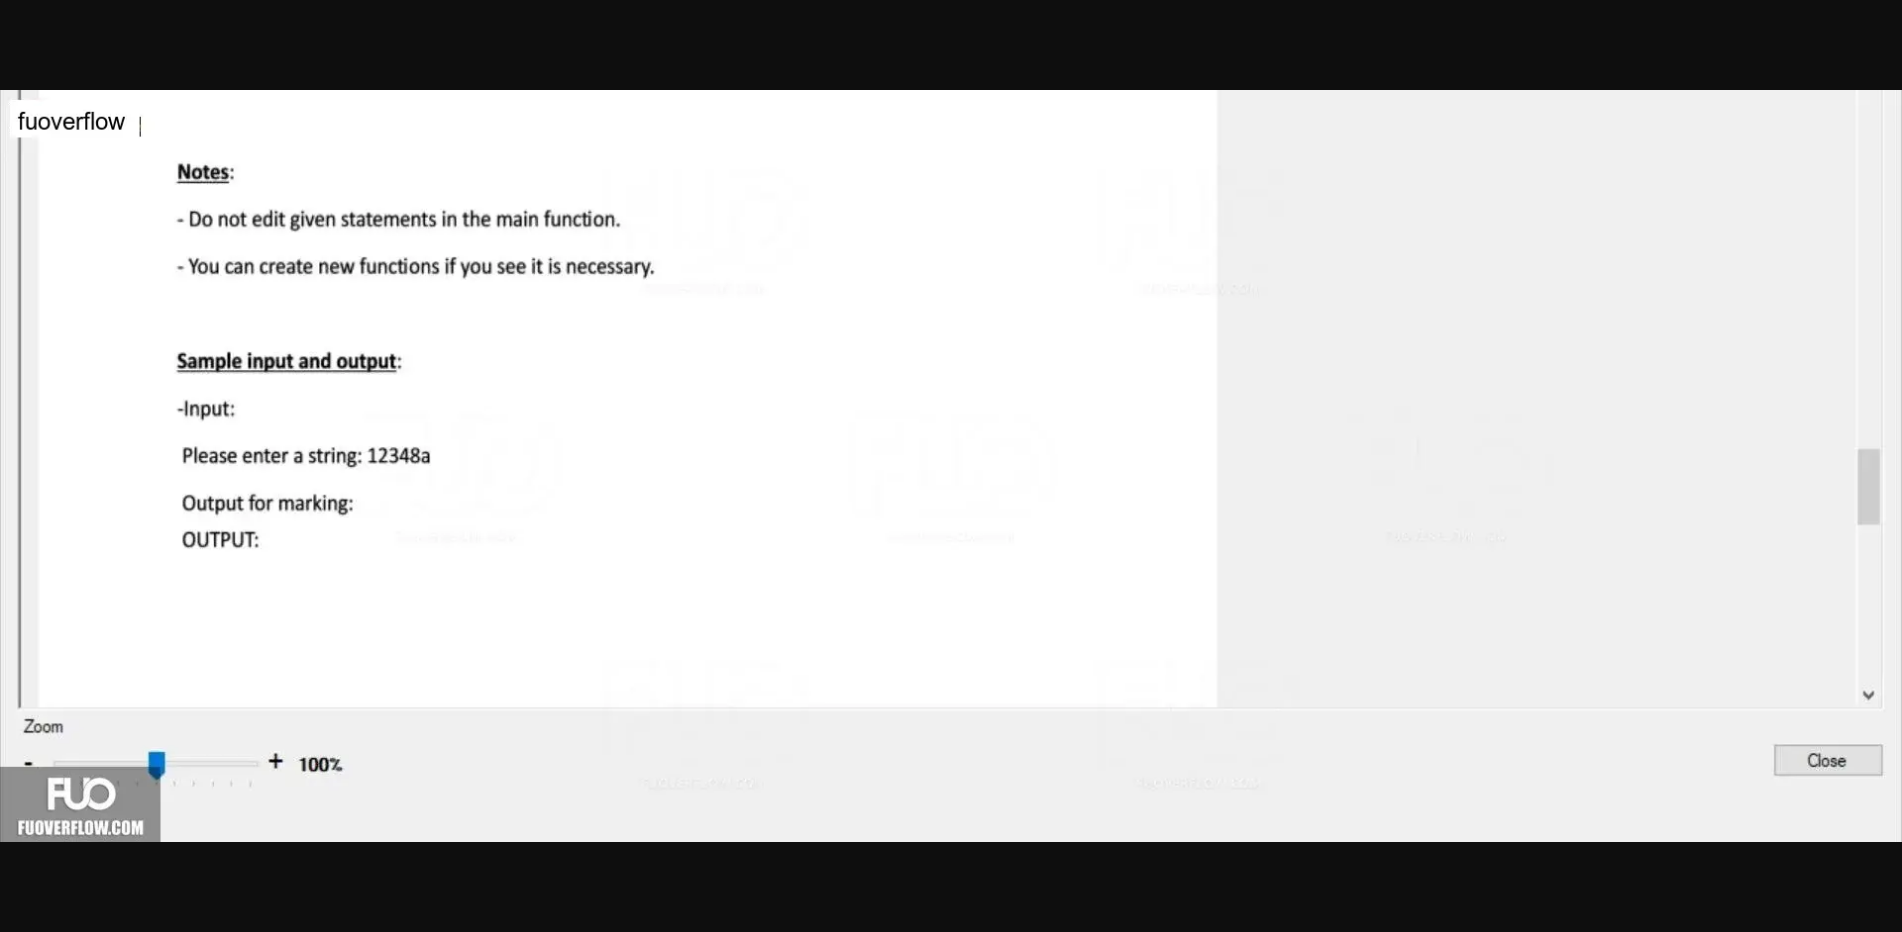 fuoverflow
Notes:
- Do not edit given statements in the main function.
- You can create new functions if you see it is necessary.
Sample input and output:
-Input:
Please enter a string: 12348a
Output for marking:
OUTPUT:
Zoom
- + 100%
Close
FUO
FUOVERFLOW.COM